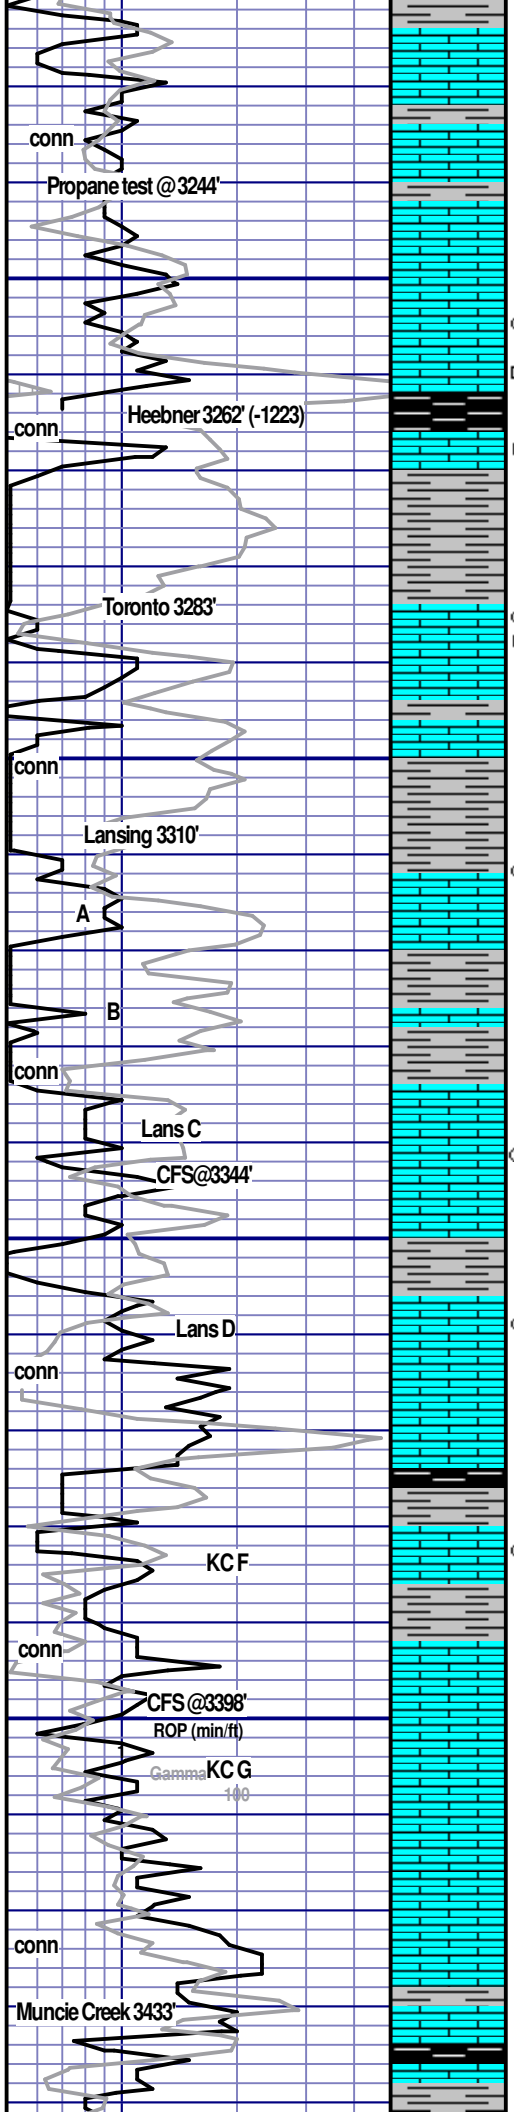 conn
Propane test @ 3244'
Heebner 3262' (-1223)
conn
Toronto 3283'
conn
Lansing 3310'
A
B
conn
Lans C
CFS@3344'
Lans D
conn
KC F
conn
CFS @3398'
ROP (min/ft)
Gamma KC G
100
conn
Muncie Creek 3433'